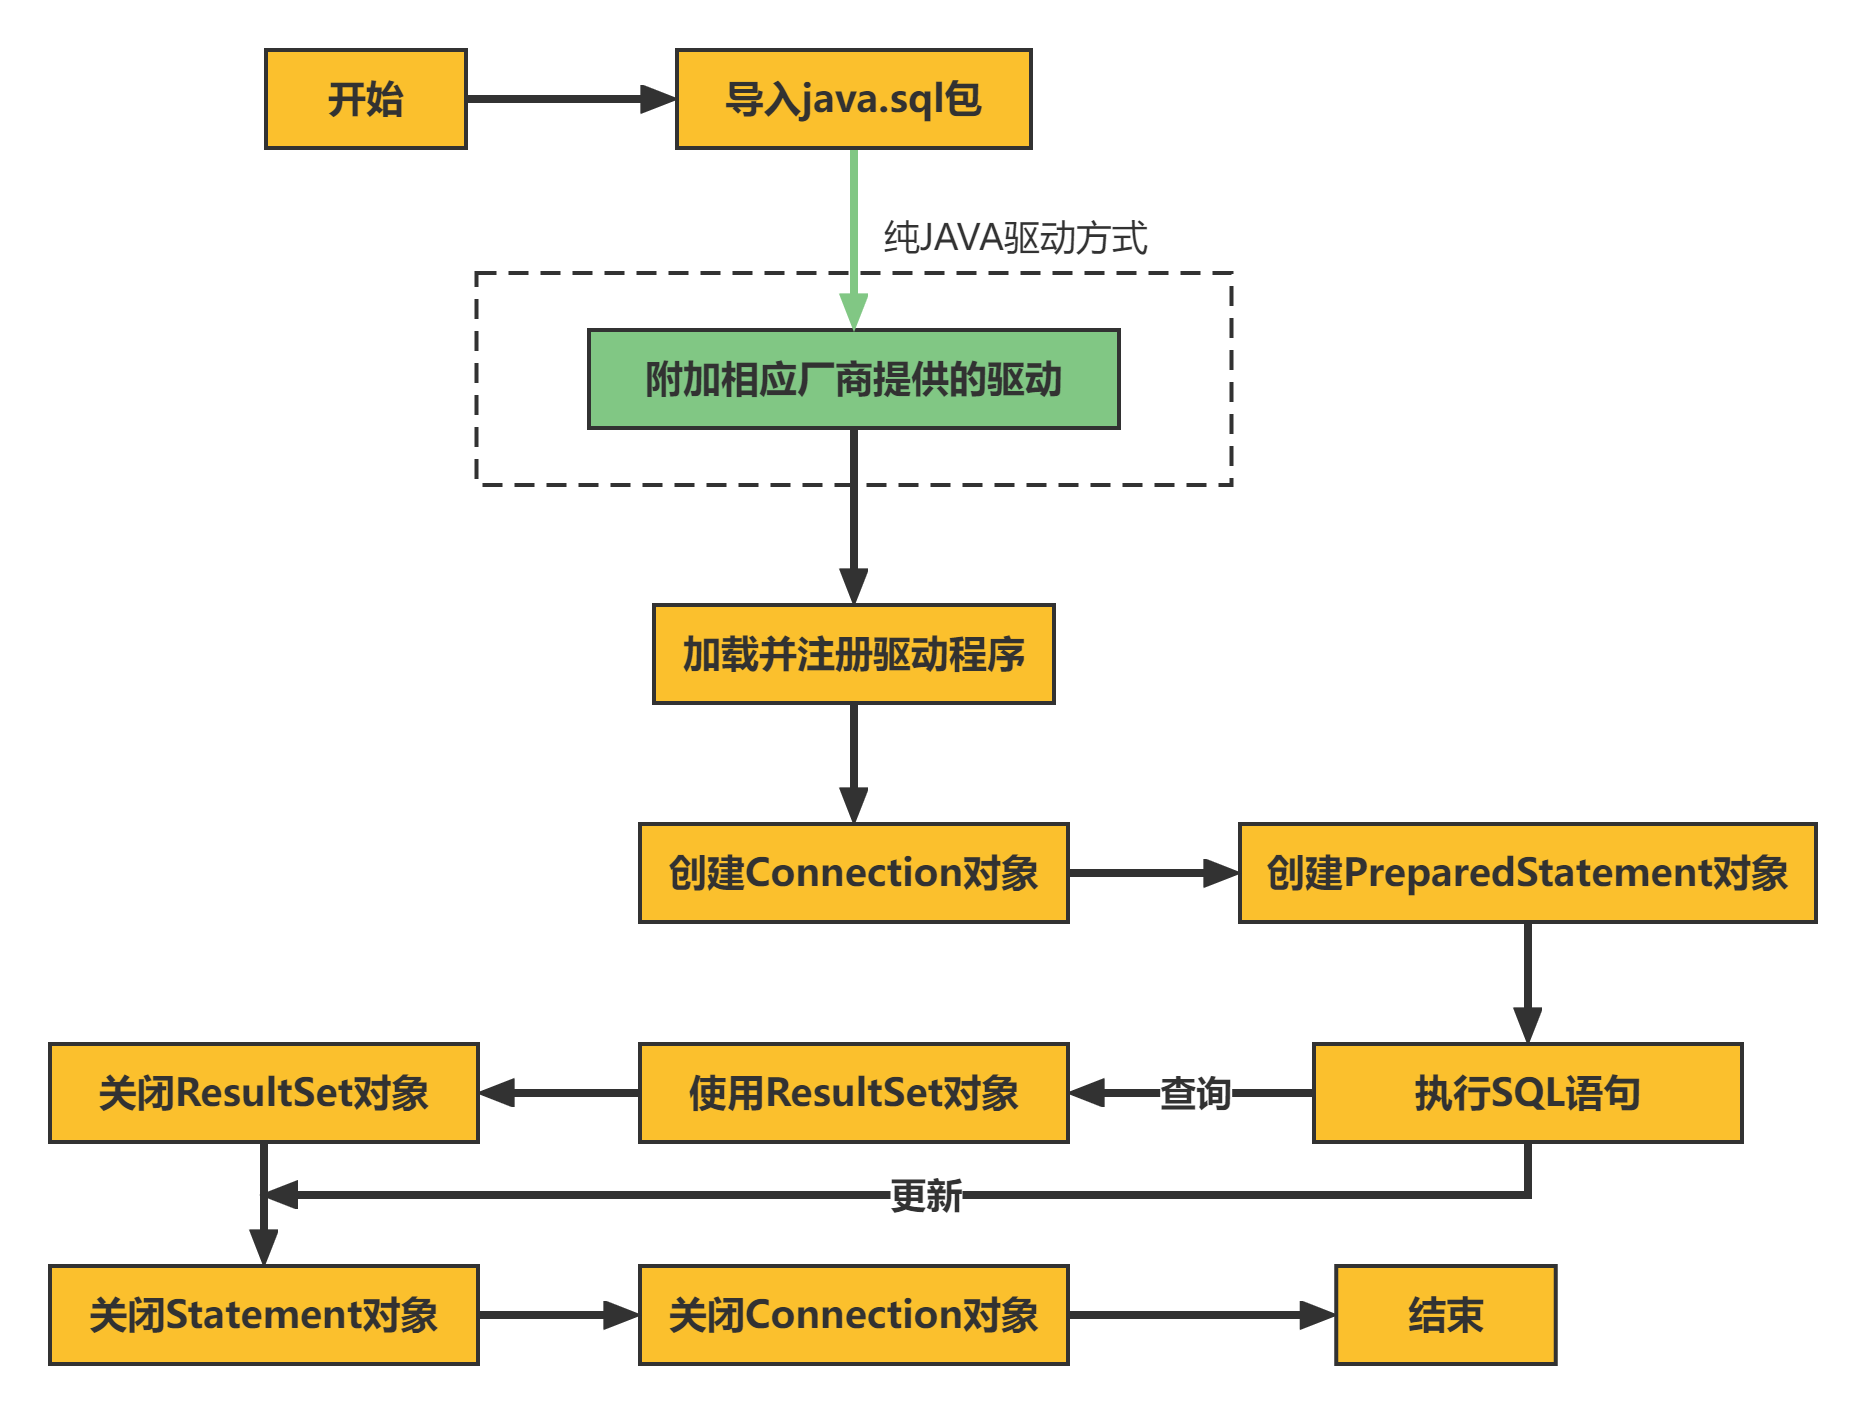 开始
导入java.sql包
纯JAVA驱动方式
附加相应厂商提供的驱动
加载并注册驱动程序
创建Connection对象
创建PreparedStatement对象
执行SQL语句
查询
使用ResultSet对象
关闭ResultSet对象
更新
关闭Statement对象
关闭Connection对象
结束